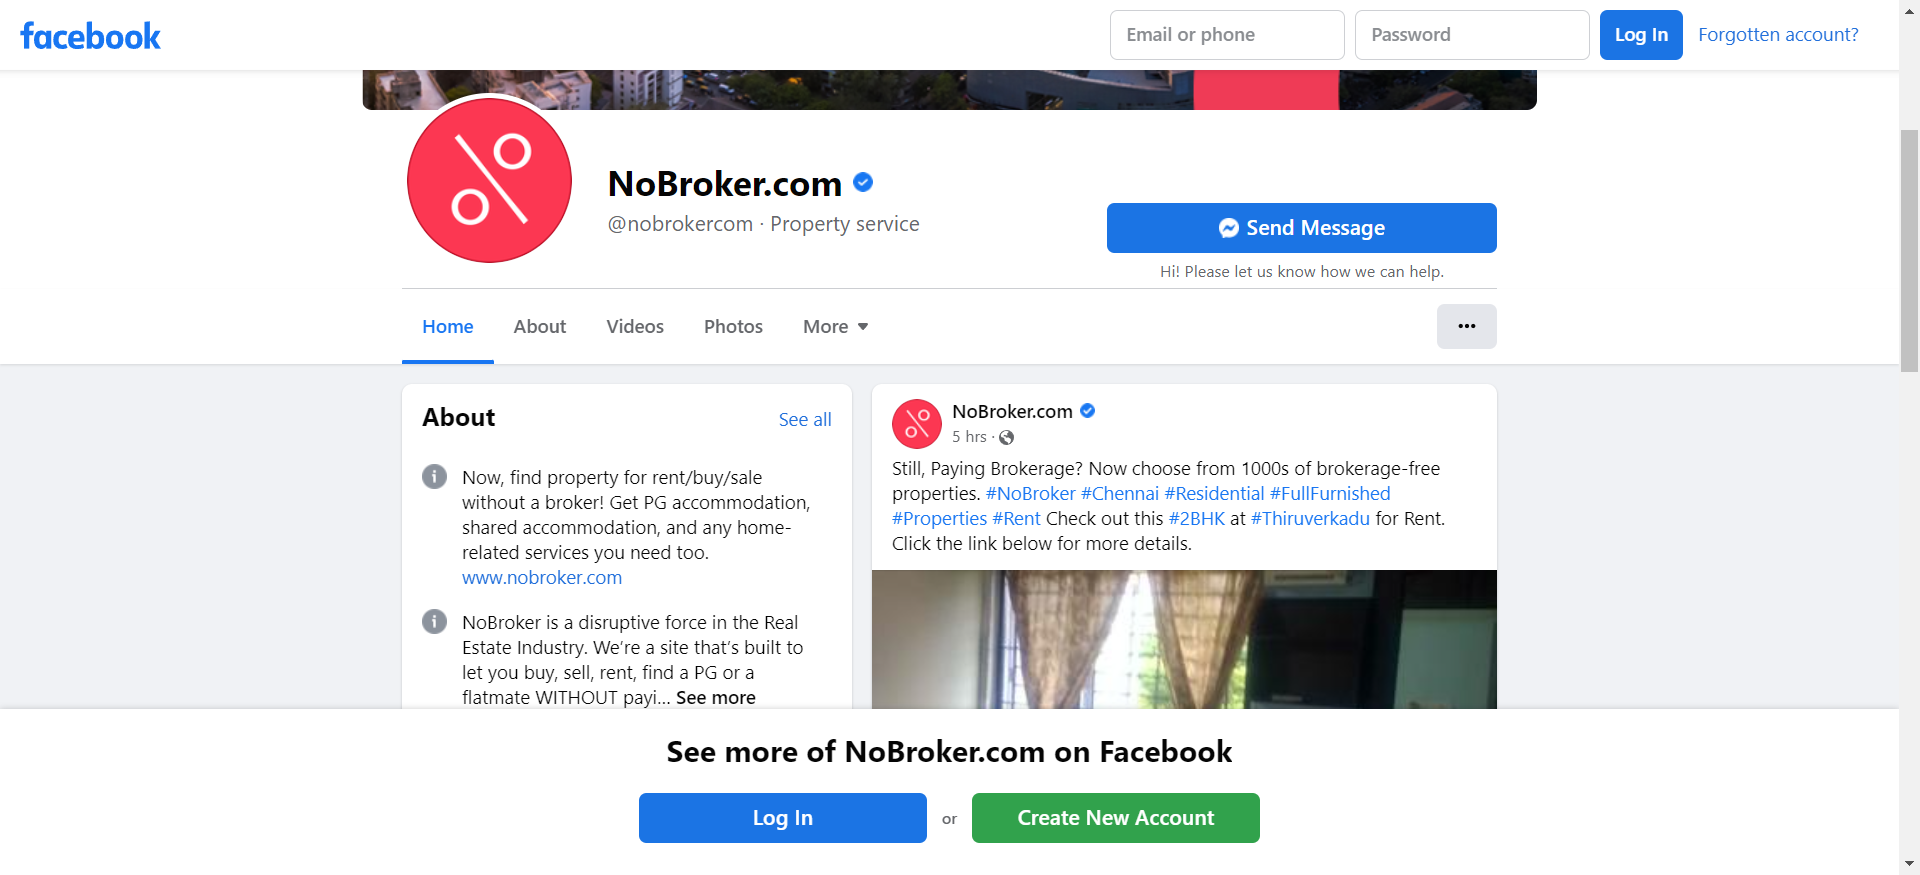 facebook
Email or phone
Password
Log In
Forgotten account?
NoBroker.com
@nobrokercom · Property service
Send Message
Hi! Please let us know how we can help.
Home
About
Videos
Photos
More
About
See all
Now, find property for rent/buy/sale
without a broker! Get PG accommodation,
shared accommodation, and any home-
related services you need too.
www.nobroker.com
NoBroker is a disruptive force in the Real
Estate Industry. We’re a site that’s built to
let you buy, sell, rent, find a PG or a
flatmate WITHOUT payi... See more
NoBroker.com
5 hrs ·
Still, Paying Brokerage? Now choose from 1000s of brokerage-free
properties. #NoBroker #Chennai #Residential #FullFurnished
#Properties #Rent Check out this #2BHK at #Thiruverkadu for Rent.
Click the link below for more details.
See more of NoBroker.com on Facebook
Log In
or
Create New Account